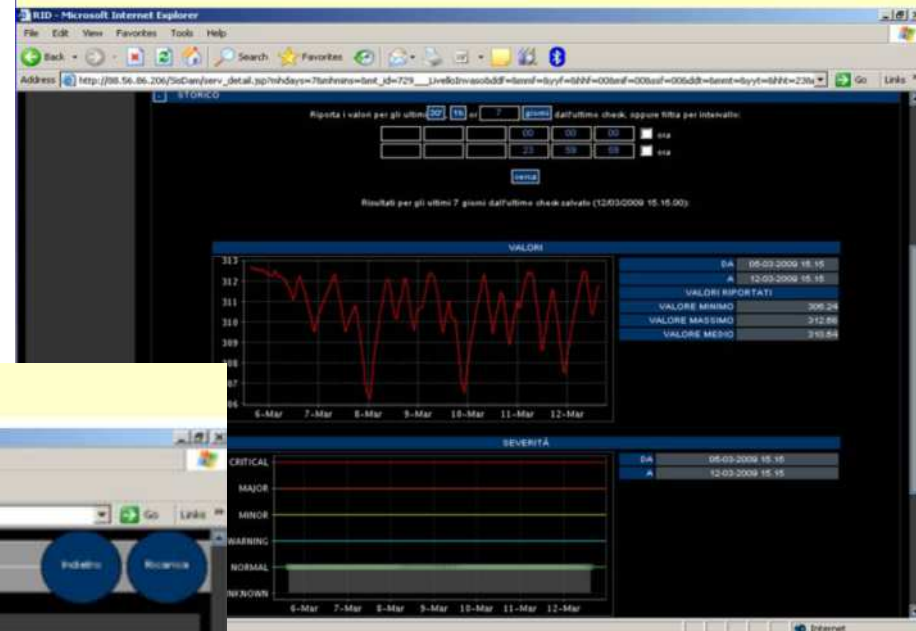 RID - Microsoft Internet Explorer
File Edit View Favorites Tools Help
Back Search Favorites
Address Go Links
STORICO
Riporta i valori per gli ultimi 7 giorni dall'ultimo check, oppure filtra per intervallo:
00 00 00 ora
23 59 59 ora
cerca
Risultati per gli ultimi 7 giorni dall'ultimo check salvato (12/03/2009 15.15.00):
VALORI
313
312
311
310
309
DA 05-03-2009 15.15
A 12-03-2009 15.15
VALORI RIPORTATI
VALORE MINIMO 306.24
VALORE MASSIMO
VALORE MEDIO
6-Mar 7-Mar 8-Mar 9-Mar 10-Mar 11-Mar 12-Mar
SEVERITÀ
CRITICAL
MAJOR
MINOR
WARNING
NORMAL
DA 05-03-2009 15.15
A 12-03-2009 15.15
6-Mar 7-Mar 8-Mar 9-Mar 10-Mar 11-Mar 12-Mar
Internet
Go Links
Indietro Ricarica